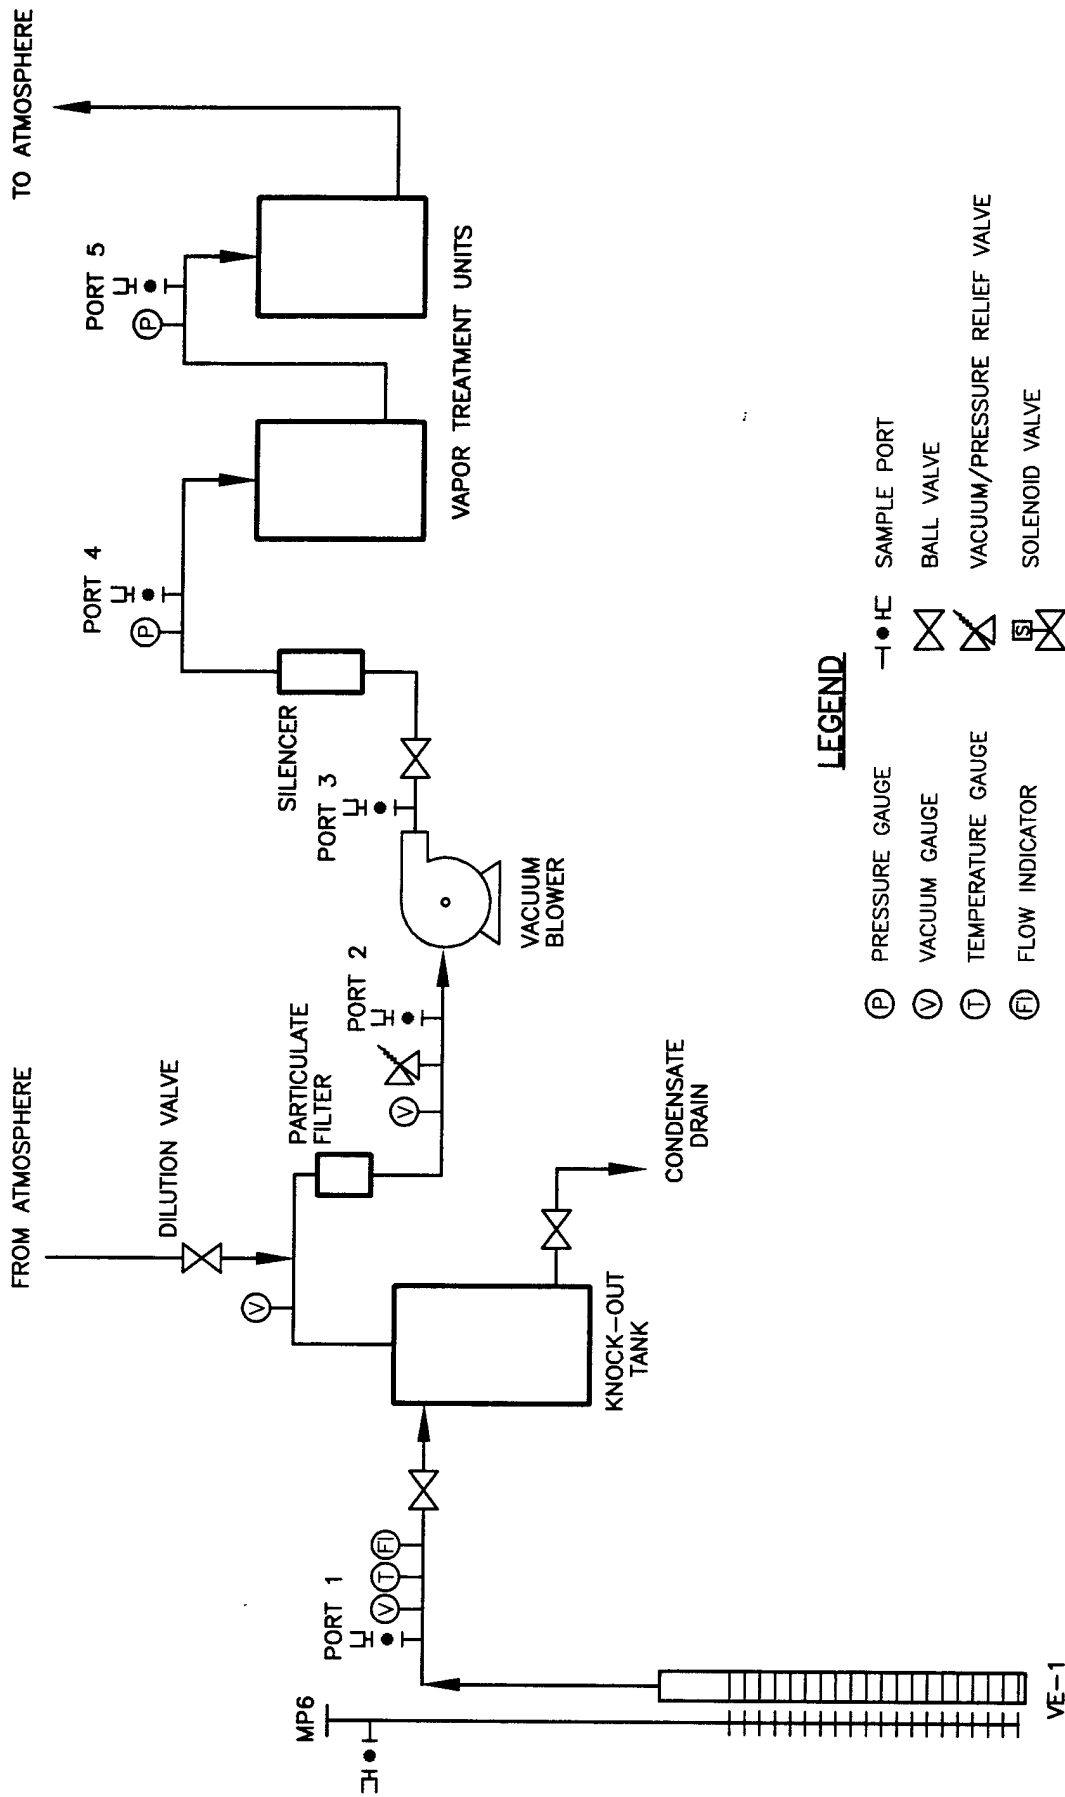 FROM ATMOSPHERE
TO ATMOSPHERE
DILUTION VALVE
PORT 4
PORT 5
P
P
V
PARTICULATE
FILTER
SILENCER
PORT 1
V
T
FI
PORT 2
V
PORT 3
MP6
VAPOR TREATMENT UNITS
VACUUM
BLOWER
KNOCK-OUT
TANK
CONDENSATE
DRAIN
VE-1
LEGEND
P PRESSURE GAUGE
V VACUUM GAUGE
T TEMPERATURE GAUGE
FI FLOW INDICATOR
SAMPLE PORT
BALL VALVE
VACUUM/PRESSURE RELIEF VALVE
S SOLENOID VALVE